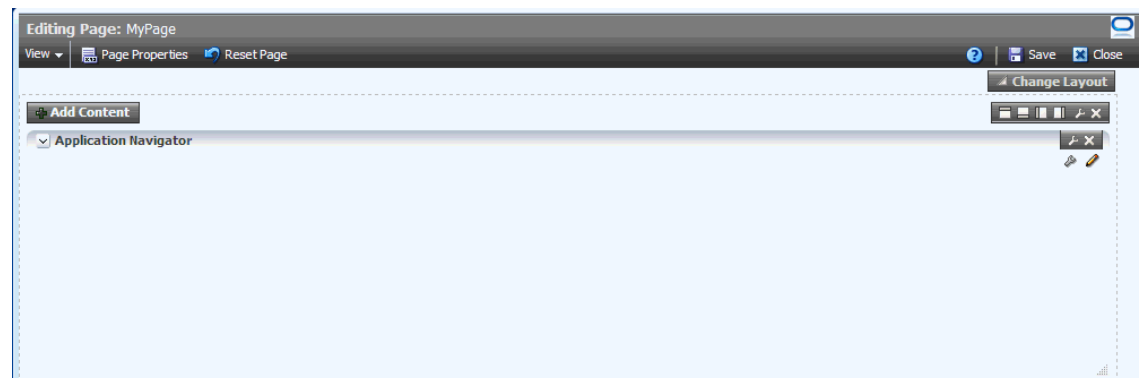 Editing Page: MyPage
View Page Properties Reset Page Save Close
Change Layout
Add Content
Application Navigator